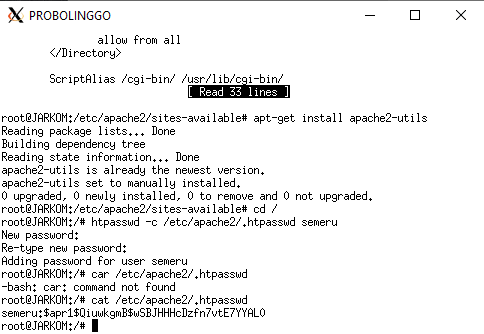 PROBOLINGGO
allow from all
</Directory>
ScriptAlias /cgi-bin/ /usr/lib/cgi-bin/
[ Read 33 lines ]
root@JARKOM:/etc/apache2/sites-available# apt-get install apache2-utils
Reading package lists... Done
Building dependency tree
Reading state information... Done
apache2-utils is already the newest version.
apache2-utils set to manually installed.
0 upgraded, 0 newly installed, 0 to remove and 0 not upgraded.
root@JARKOM:/etc/apache2/sites-available# cd /
root@JARKOM:/# htpasswd -c /etc/apache2/.htpasswd semeru
New password:
Re-type new password:
Adding password for user semeru
root@JARKOM:/# car /etc/apache2/.htpasswd
-bash: car: command not found
root@JARKOM:/# cat /etc/apache2/.htpasswd
semeru:$apr1$QiuwkgmB$wSBJHHHcDzfn7vtE7YYAL0
root@JARKOM:/#